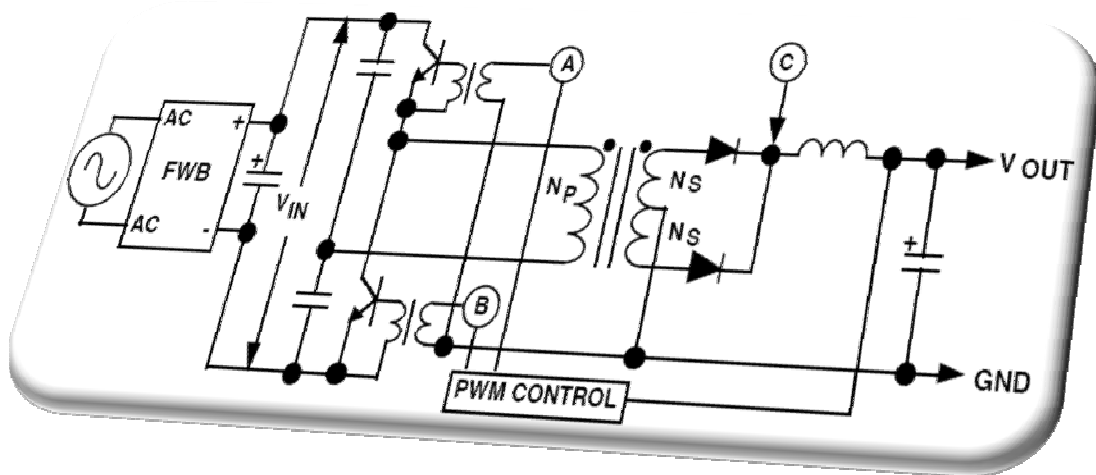 AC
+
FWB
AC
-
+
VIN
A
B
C
NP
NS
NS
+
V OUT
GND
PWM CONTROL